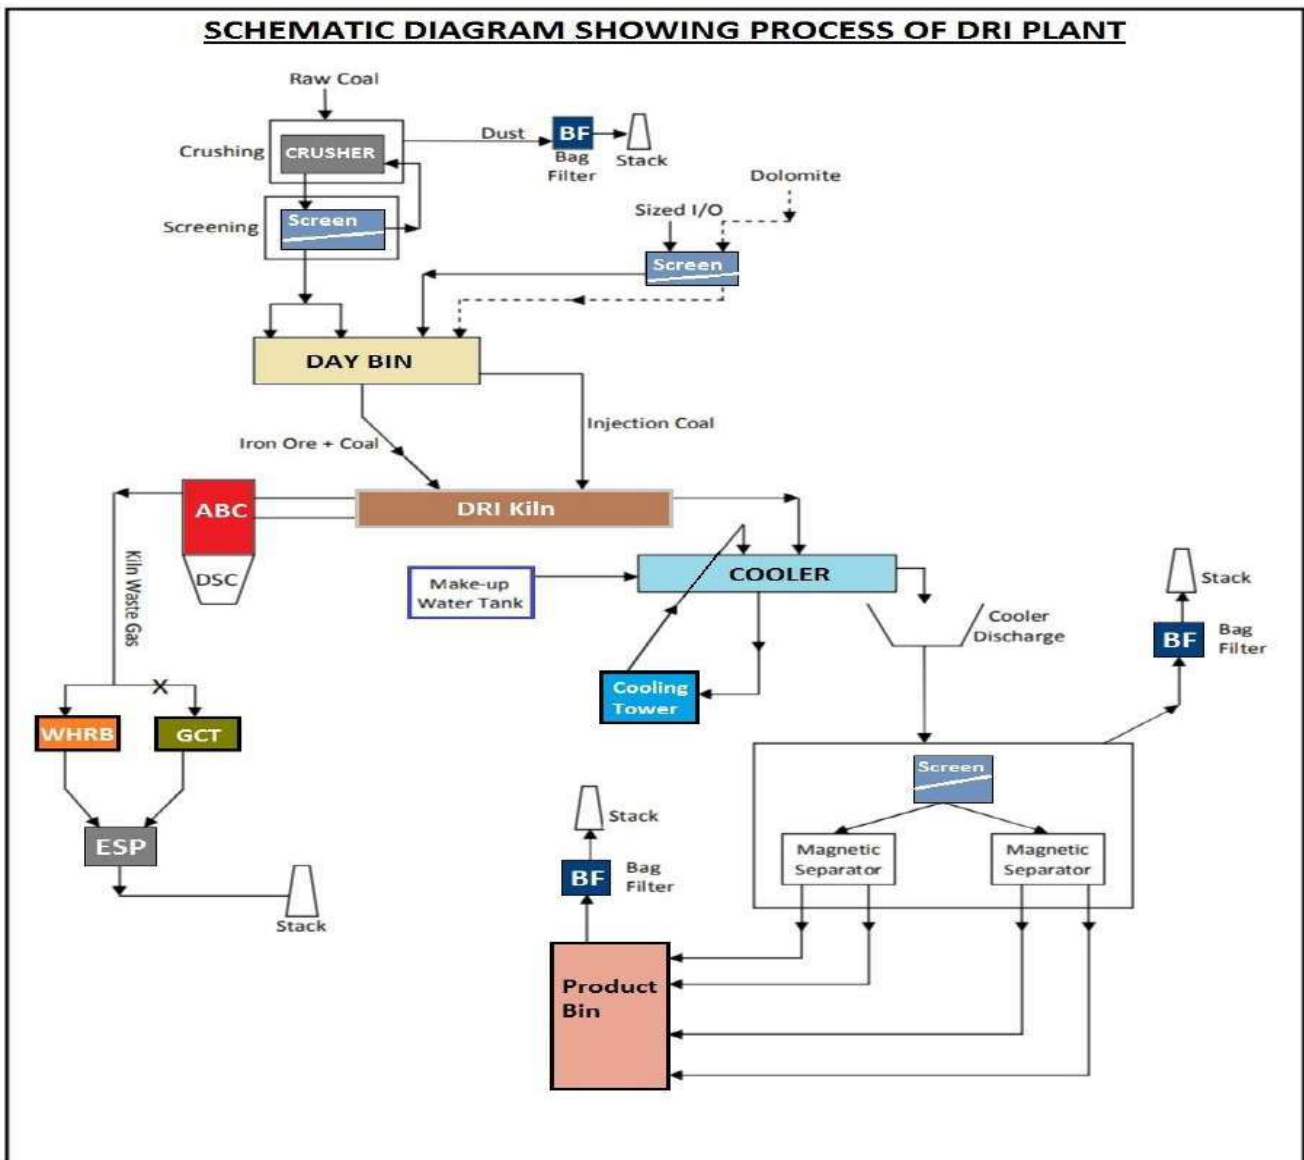 SCHEMATIC DIAGRAM SHOWING PROCESS OF DRI PLANT
Raw Coal
Crushing
CRUSHER
Dust
BF
Bag
Filter
Stack
Dolomite
Screening
Screen
Sized I/O
Screen
DAY BIN
Injection Coal
Iron Ore + Coal
ABC
DRI Kiln
DSC
Kiln Waste Gas
Make-up
Water Tank
COOLER
Cooler
Discharge
Stack
BF
Bag
Filter
Cooling
Tower
X
WHRB
GCT
ESP
Stack
Screen
Magnetic
Separator
Magnetic
Separator
Stack
BF
Bag
Filter
Product
Bin